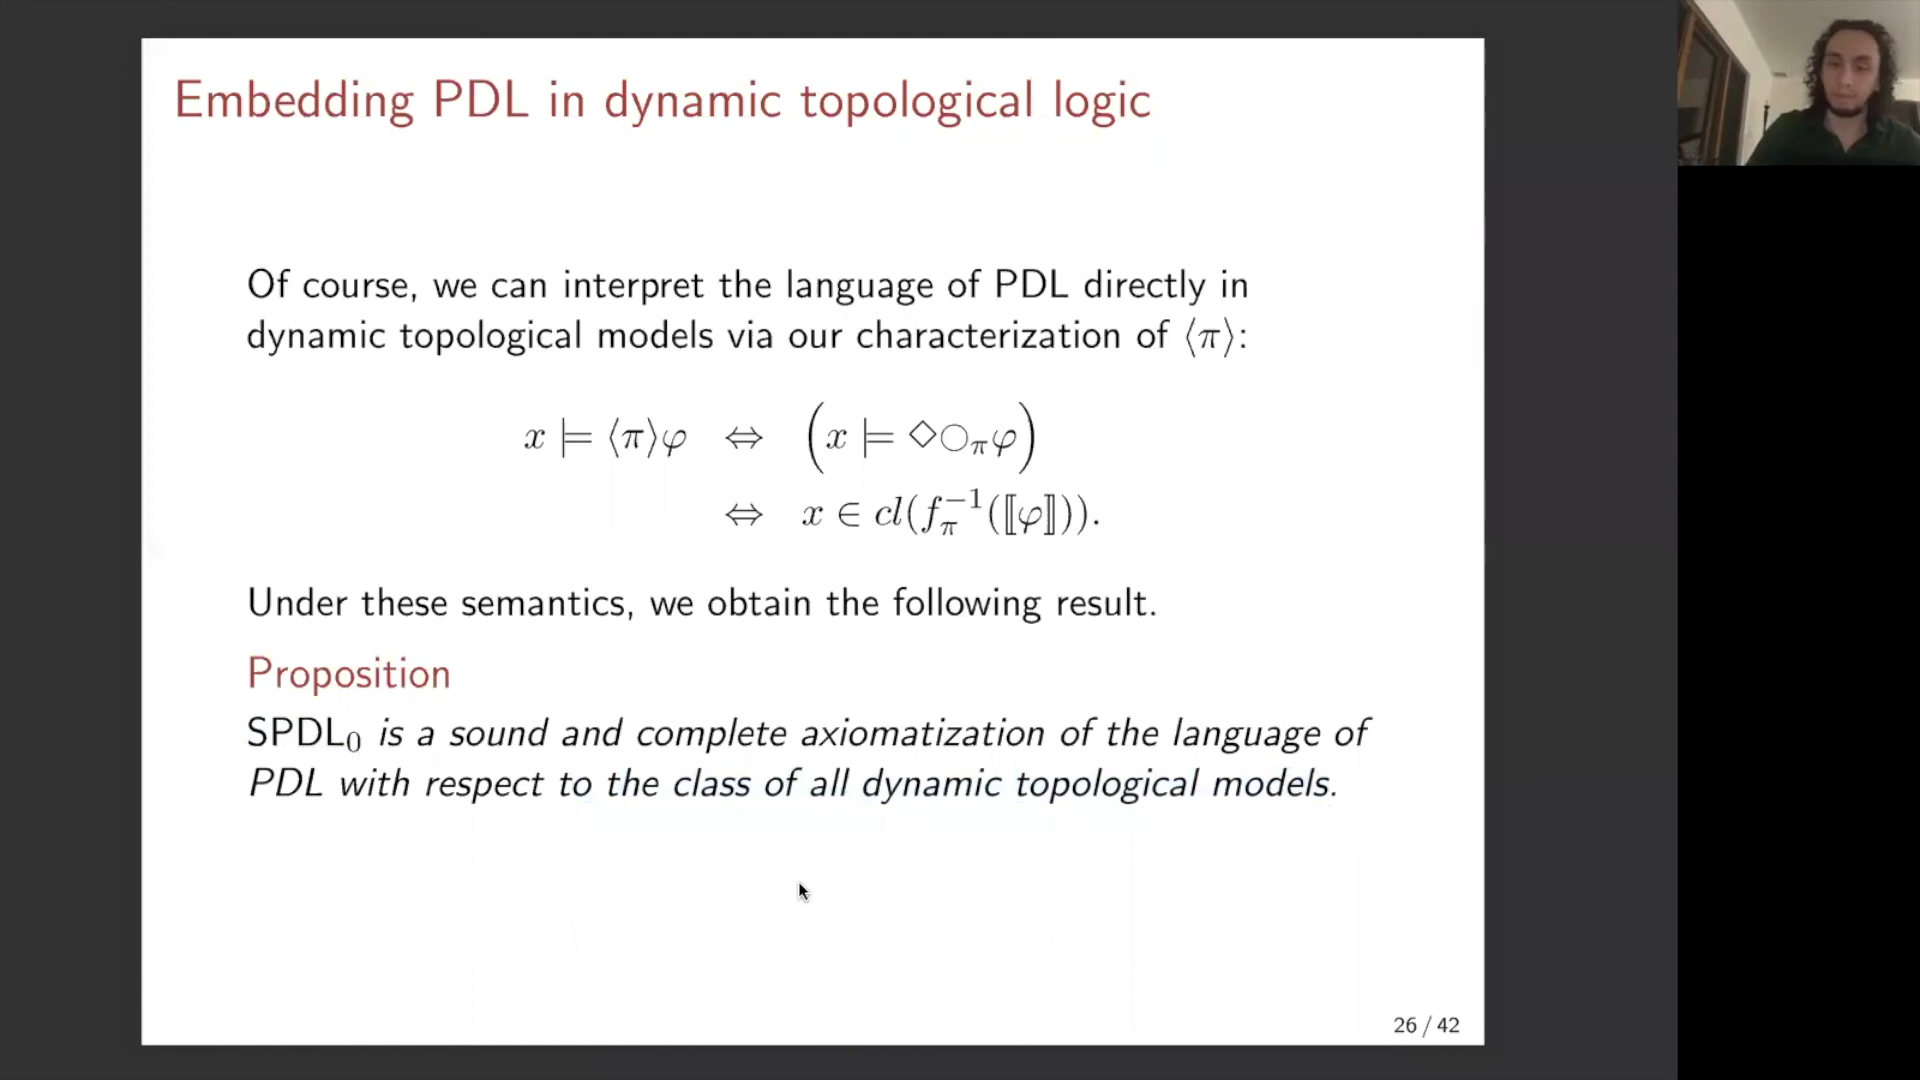 Embedding PDL in dynamic topological logic
Of course, we can interpret the language of PDL directly in
dynamic topological models via our characterization of ⟨π⟩:
x ⊨ ⟨π⟩φ ⇔ (x ⊨ ◇○_π φ)
⇔ x ∈ cl(f_π^{-1}(⟦φ⟧)).
Under these semantics, we obtain the following result.
Proposition
SPDL₀ is a sound and complete axiomatization of the language of
PDL with respect to the class of all dynamic topological models.
26 / 42